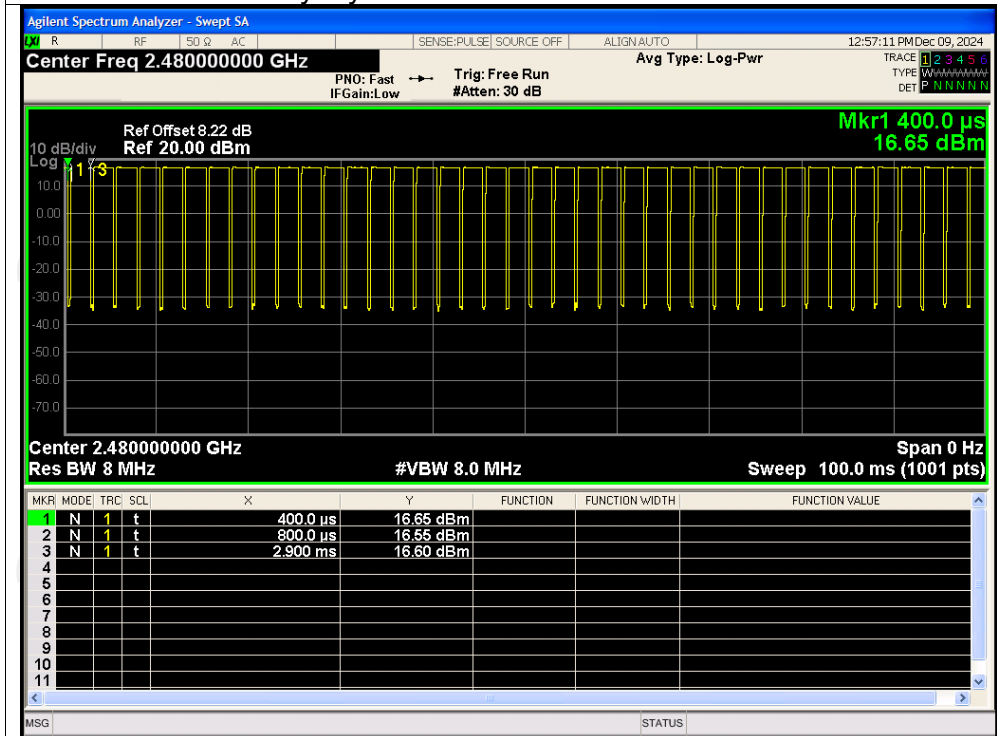 Agilent Spectrum Analyzer - Swept SA
LXI R RF 50 Ω AC SENSE:PULSE SOURCE OFF ALIGN AUTO 12:57:11 PM Dec 09, 2024
Center Freq 2.480000000 GHz
PNO: Fast
IFGain:Low
Trig: Free Run
#Atten: 30 dB
Avg Type: Log-Pwr
TRACE 1 2 3 4 5 6
TYPE
DET P N N N N N
Mkr1 400.0 µs
16.65 dBm
Ref Offset 8.22 dB
10 dB/div Ref 20.00 dBm
Log
1 3
10.0
0.00
-10.0
-20.0
-30.0
-40.0
-50.0
-60.0
-70.0
Center 2.480000000 GHz Span 0 Hz
Res BW 8 MHz #VBW 8.0 MHz Sweep 100.0 ms (1001 pts)
MKR MODE TRC SCL X Y FUNCTION FUNCTION WIDTH FUNCTION VALUE
1 N 1 t 400.0 µs 16.65 dBm
2 N 1 t 800.0 µs 16.55 dBm
3 N 1 t 2.900 ms 16.60 dBm
4
5
6
7
8
9
10
11
MSG STATUS